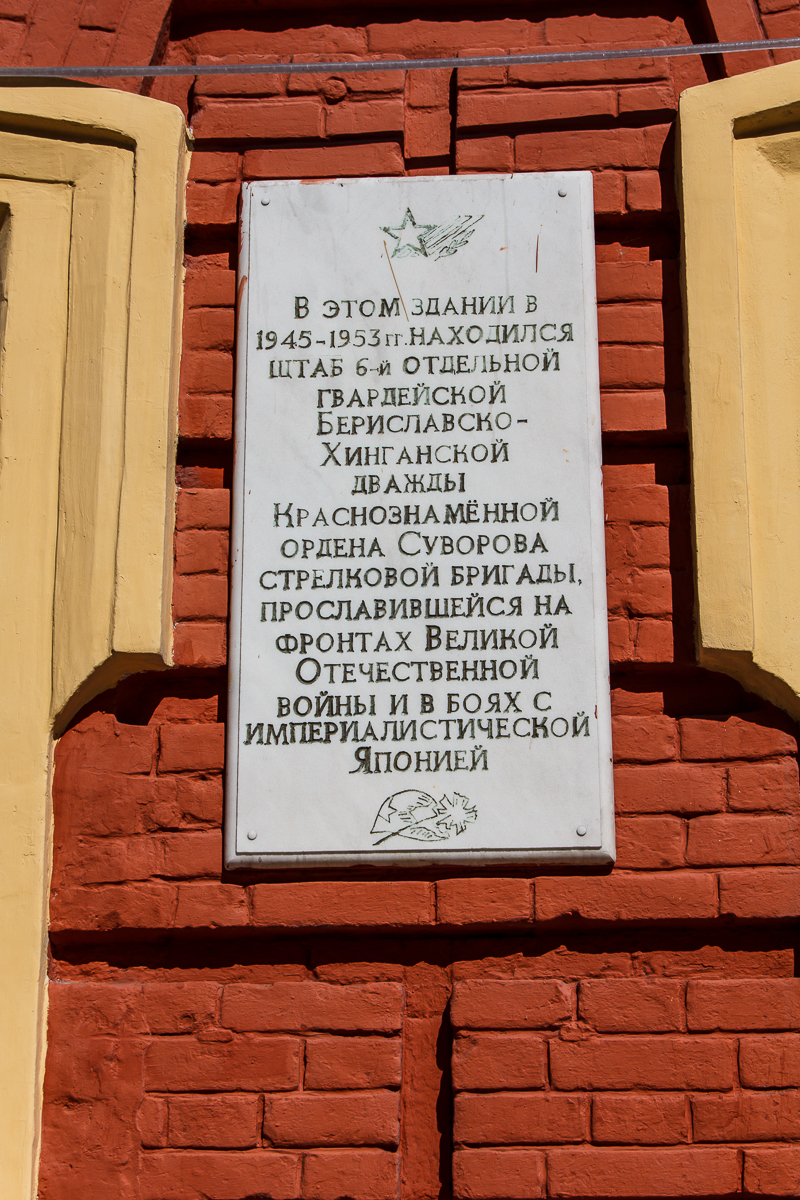 В ЭТОМ ЗДАНИИ В
1945-1953 ГГ. НАХОДИЛСЯ
ШТАБ 6-Й ОТДЕЛЬНОЙ
ГВАРДЕЙСКОЙ
БЕРИСЛАВСКО-
ХИНГАНСКОЙ
ДВАЖДЫ
КРАСНОЗНАМЁННОЙ
ОРДЕНА СУВОРОВА
СТРЕЛКОВОЙ БРИГАДЫ,
ПРОСЛАВИВШЕЙСЯ НА
ФРОНТАХ ВЕЛИКОЙ
ОТЕЧЕСТВЕННОЙ
ВОЙНЫ И В БОЯХ С
ИМПЕРИАЛИСТИЧЕСКОЙ
ЯПОНИЕЙ